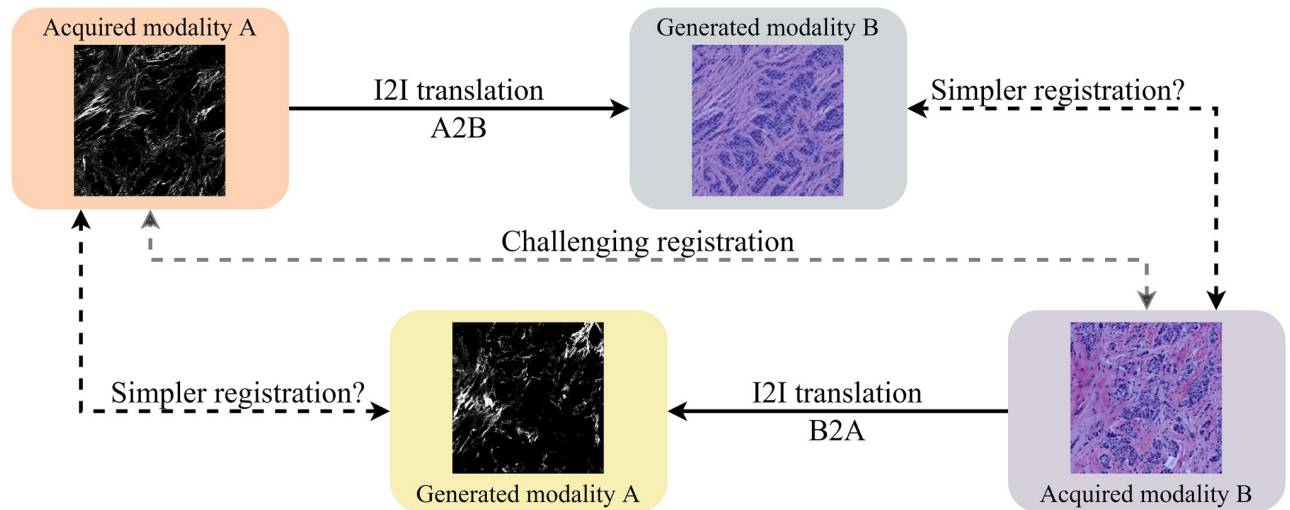 Acquired modality A
I2I translation
A2B
Generated modality B
Simpler registration?
Challenging registration
Simpler registration?
Generated modality A
I2I translation
B2A
Acquired modality B